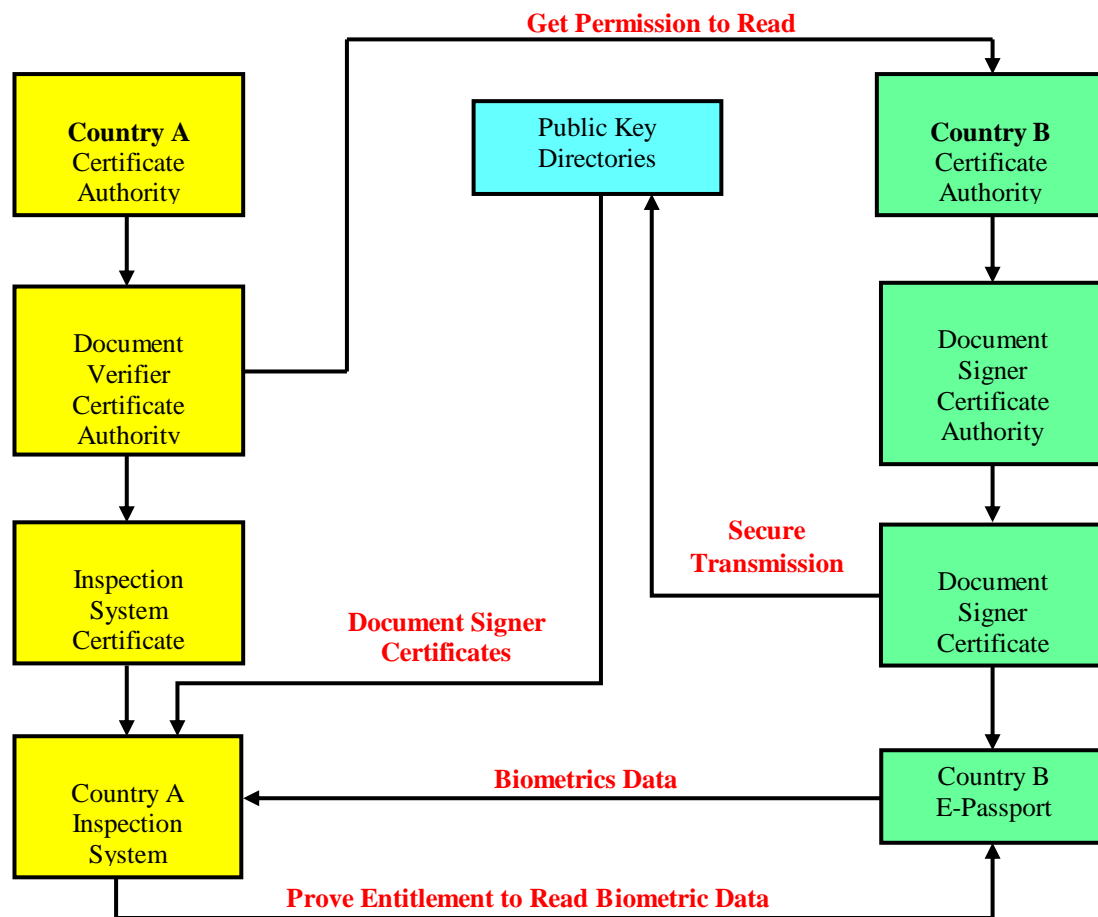 Get Permission to Read
Country A
Certificate
Authority
Public Key
Directories
Country B
Certificate
Authority
Document
Verifier
Certificate
Authority
Document
Signer
Certificate
Authority
Inspection
System
Certificate
Secure
Transmission
Document
Signer
Certificate
Document Signer
Certificates
Country A
Inspection
System
Biometrics Data
Country B
E-Passport
Prove Entitlement to Read Biometric Data